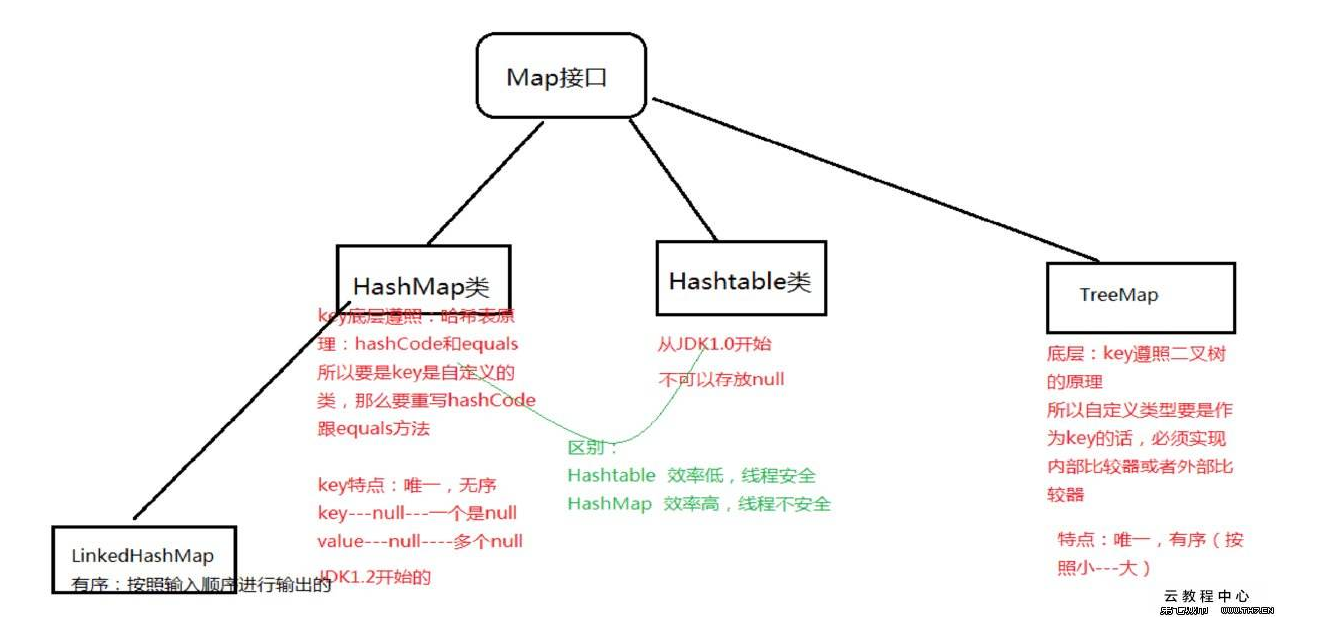 Map接口
HashMap类
key底层遵照：哈希表原
理：hashCode和equals
所以要是key是自定义的
类，那么要重写hashCode
跟equals方法
key特点：唯一，无序
key---null---一个是null
value---null----多个null
JDK1.2开始的
LinkedHashMap
有序：按照输入顺序进行输出的
Hashtable类
从JDK1.0开始
不可以存放null
区别：
Hashtable 效率低，线程安全
HashMap 效率高，线程不安全
TreeMap
底层：key遵照二叉树
的原理
所以自定义类型要是作
为key的话，必须实现
内部比较器或者外部比
较器
特点：唯一，有序（按
照小---大）
云教程中心
WWW.TH7.CN